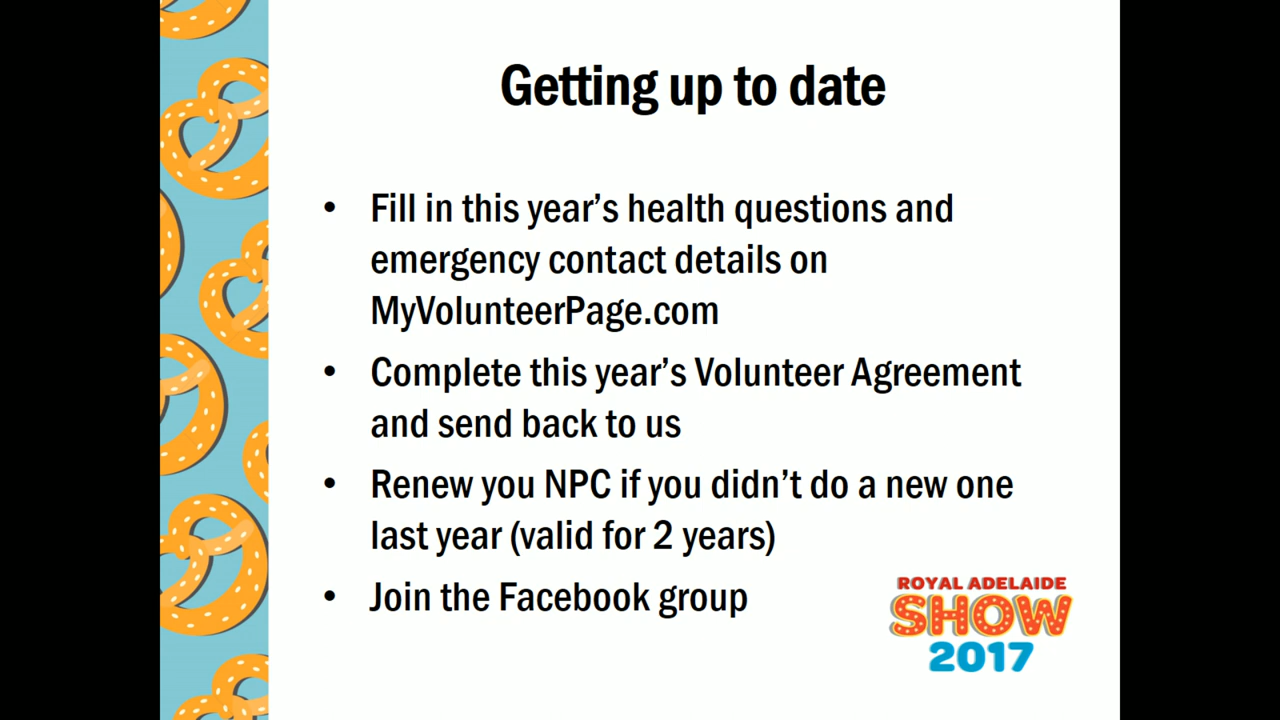 Getting up to date
• Fill in this year’s health questions and
emergency contact details on
MyVolunteerPage.com
• Complete this year’s Volunteer Agreement
and send back to us
• Renew you NPC if you didn’t do a new one
last year (valid for 2 years)
• Join the Facebook group
ROYAL ADELAIDE
SHOW
2017